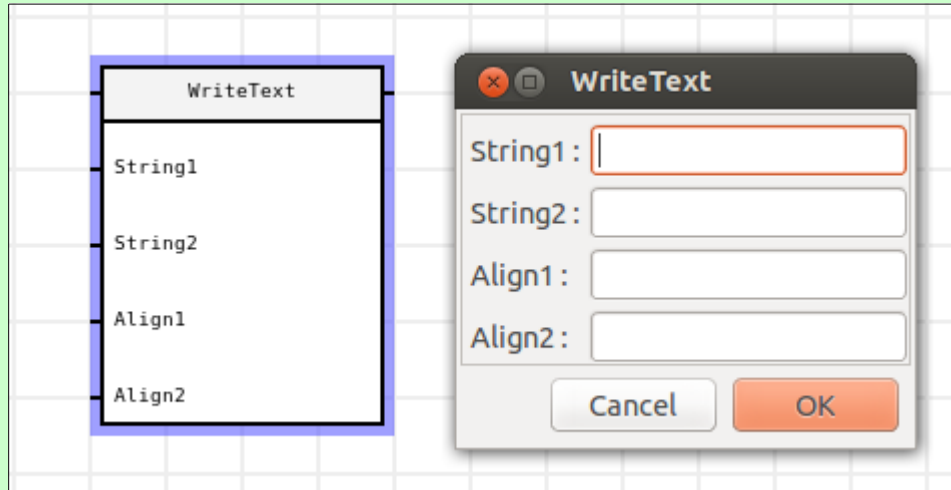 WriteText
String1
String2
Align1
Align2
WriteText
String1 :
String2 :
Align1 :
Align2 :
Cancel OK